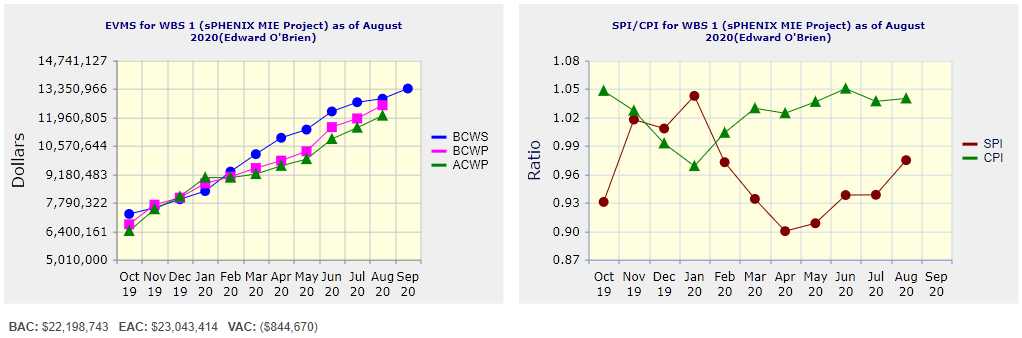 EVMS for WBS 1 (sPHENIX MIE Project) as of August
2020(Edward O'Brien)
14,741,127
13,350,966
11,960,805
10,570,644
9,180,483
7,790,322
6,400,161
5,010,000
Dollars
Oct Nov Dec Jan Feb Mar Apr May Jun Jul Aug Sep
19 19 19 20 20 20 20 20 20 20 20 20
BCWS
BCWP
ACWP
SPI/CPI for WBS 1 (sPHENIX MIE Project) as of August
2020(Edward O'Brien)
1.08
1.05
1.02
0.99
0.96
0.93
0.90
0.87
Ratio
Oct Nov Dec Jan Feb Mar Apr May Jun Jul Aug Sep
19 19 19 20 20 20 20 20 20 20 20 20
SPI
CPI
BAC: $22,198,743 EAC: $23,043,414 VAC: ($844,670)